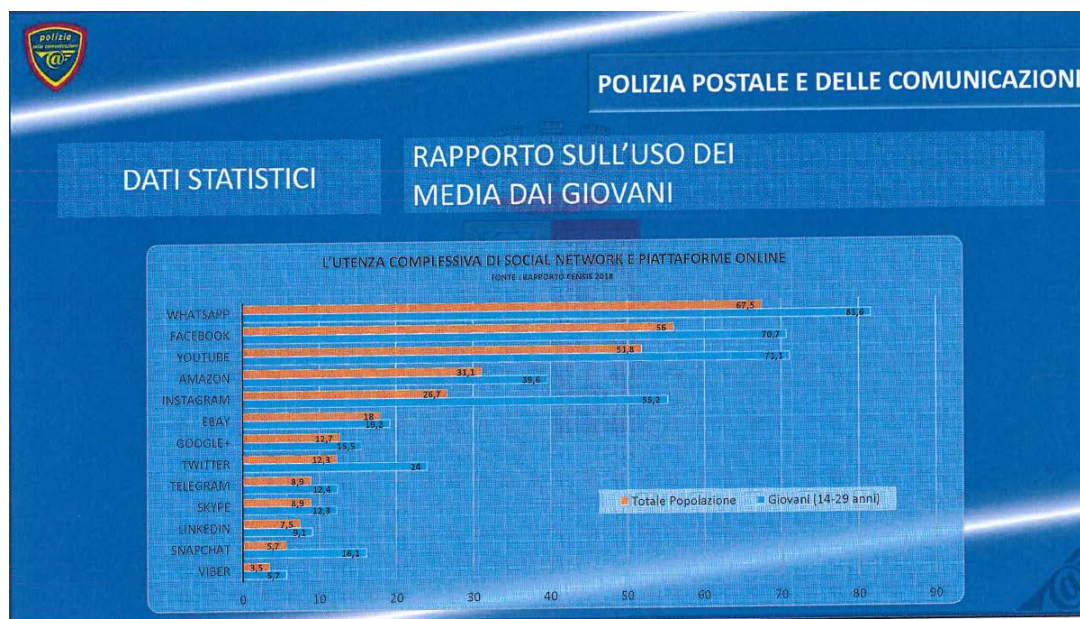 polizia
delle comunicazioni
@
POLIZIA POSTALE E DELLE COMUNICAZIONI
DATI STATISTICI
RAPPORTO SULL'USO DEI
MEDIA DAI GIOVANI
L'UTENZA COMPLESSIVA DI SOCIAL NETWORK E PIATTAFORME ONLINE
FONTE : RAPPORTO CENSIS 2018
WHATSAPP 67,5
81,6
FACEBOOK 56
70,7
YOUTUBE 51,8
71,1
AMAZON 31,1
39,6
INSTAGRAM 26,7
55,2
EBAY 18
19,2
GOOGLE+ 12,7
15,5
TWITTER 12,3
24
TELEGRAM 8,9
12,4
SKYPE 8,9
12,3
LINKEDIN 7,5
9,1
SNAPCHAT 5,7
16,1
VIBER 3,5
5,7
Totale Popolazione Giovani (14-29 anni)
0 10 20 30 40 50 60 70 80 90